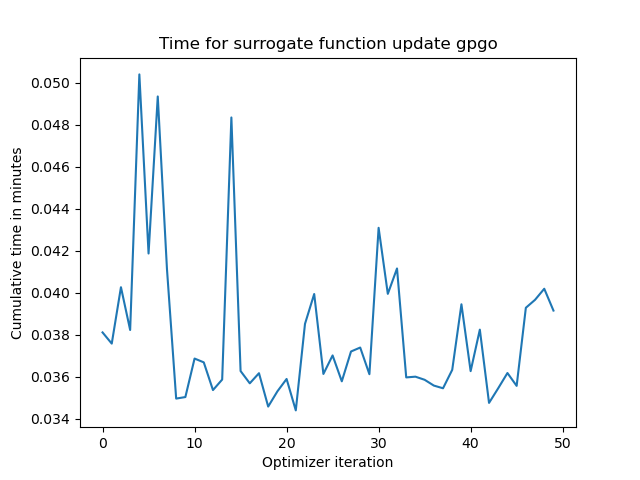 Time for surrogate function update gpgo
Cumulative time in minutes
0.050
0.048
0.046
0.044
0.042
0.040
0.038
0.036
0.034
0 10 20 30 40 50
Optimizer iteration